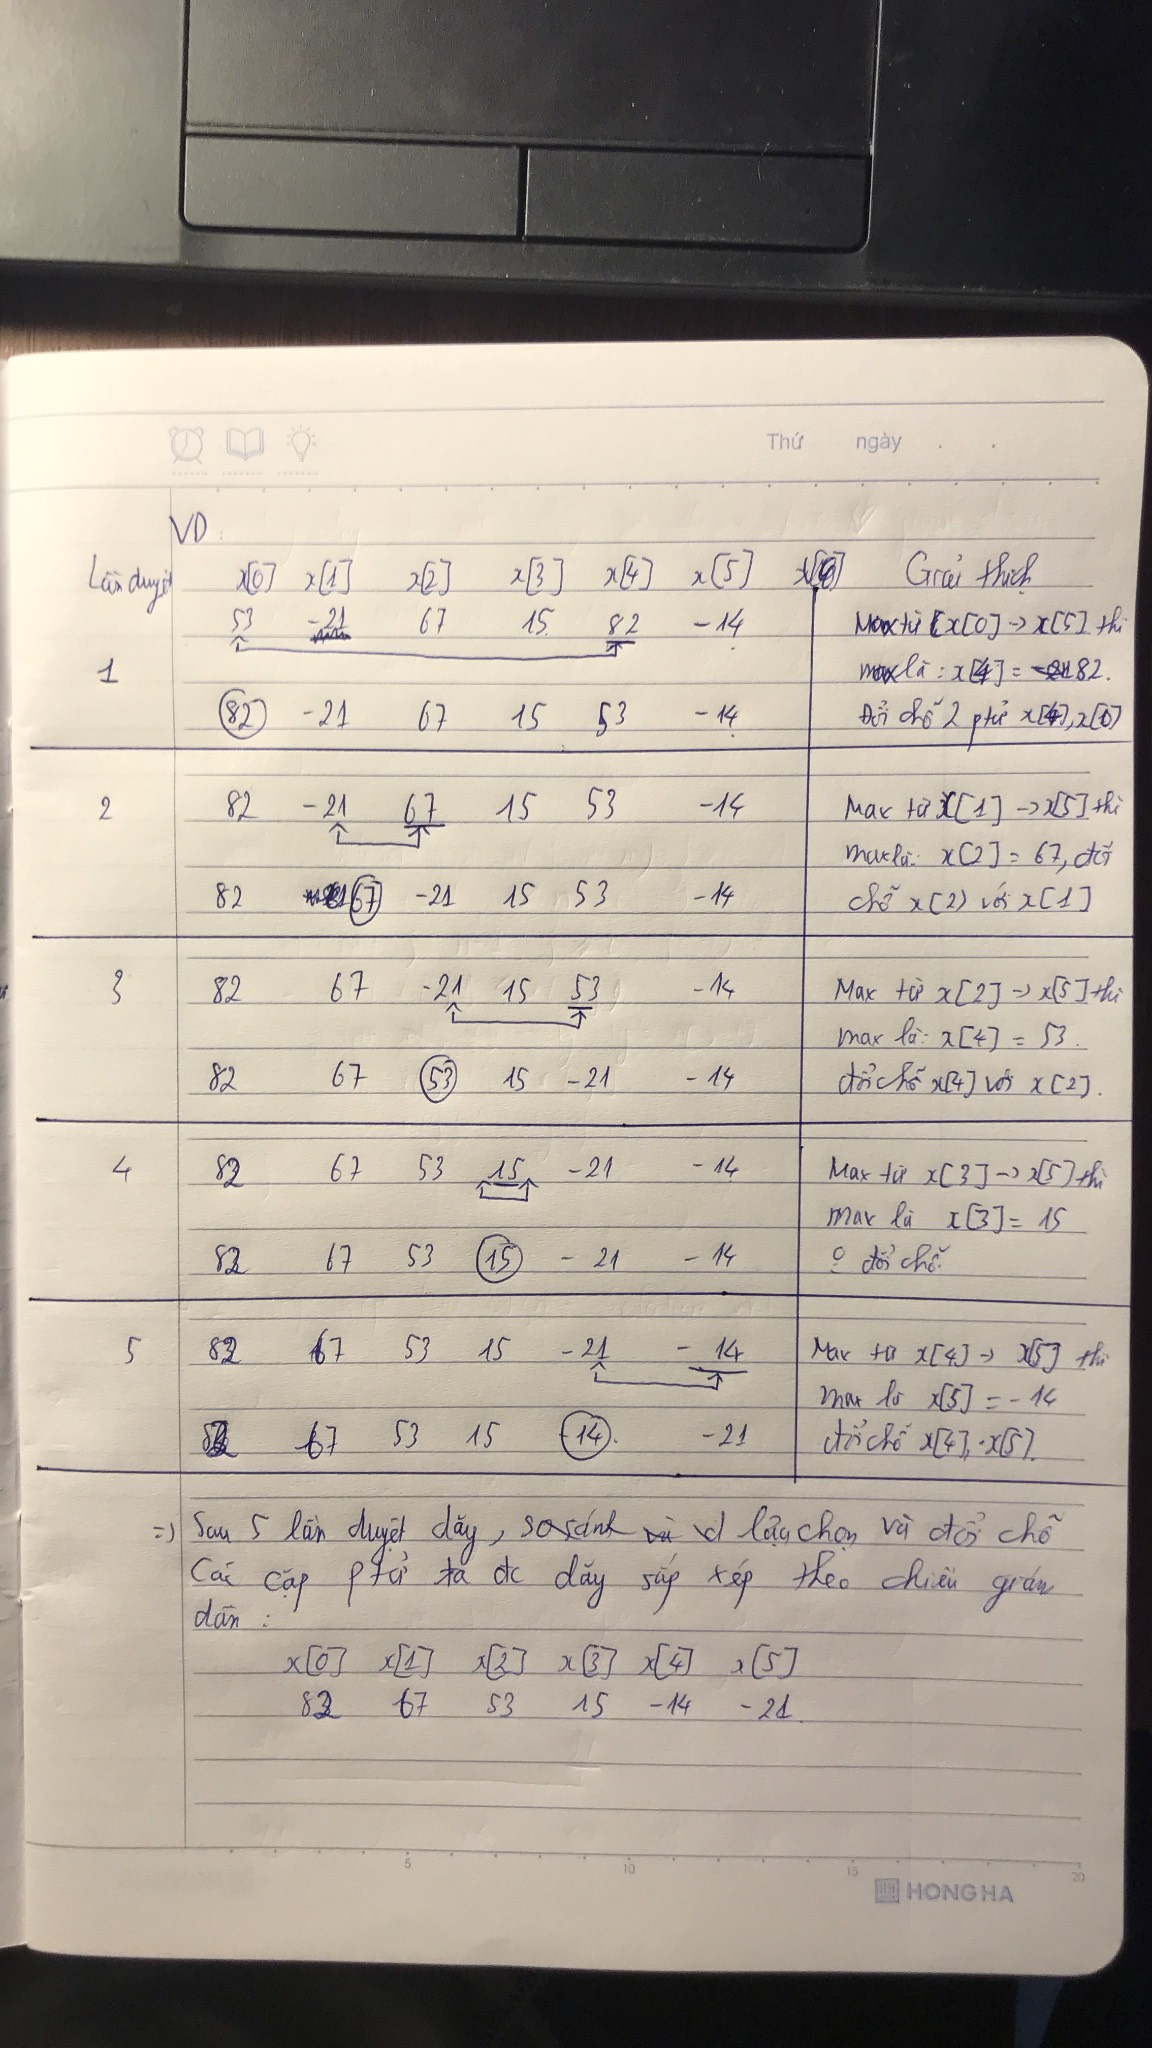 Thứ ngày . .
VD:
Lần duyệt x[0] x[1] x[2] x[3] x[4] x[5] Giải thích
53 -21 67 15 82 -14 Max từ x[0] -> x[5] thì
1 max là: x[4] = 82.
82 -21 67 15 53 -14 Đổi chỗ 2 ptử x[4], x[0]
2 82 -21 67 15 53 -14 Max từ x[1] -> x[5] thì
max là: x[2] = 67, đổi
82 67 -21 15 53 -14 chỗ x[2) với x[1]
3 82 67 -21 15 53 -14 Max từ x[2] -> x[5] thì
max là: x[4] = 53.
82 67 53 15 -21 -14 đổi chỗ x[4] với x[2].
4 82 67 53 15 -21 -14 Max từ x[3] -> x[5] thì
max là x[3] = 15
82 67 53 15 -21 -14 đổi chỗ
5 82 67 53 15 -21 -14 Max từ x[4] -> x[5] thì
max là x[5] = -14
82 67 53 15 -14 -21 đổi chỗ x[4], x[5].
=> Sau 5 lần duyệt dãy, so sánh lựa chọn và đổi chỗ
Các cặp ptử ta đc dãy sắp xếp theo chiều giảm
dần:
x[0] x[1] x[2] x[3] x[4] x[5]
82 67 53 15 -14 -21
5 10 15 20
HONG HA